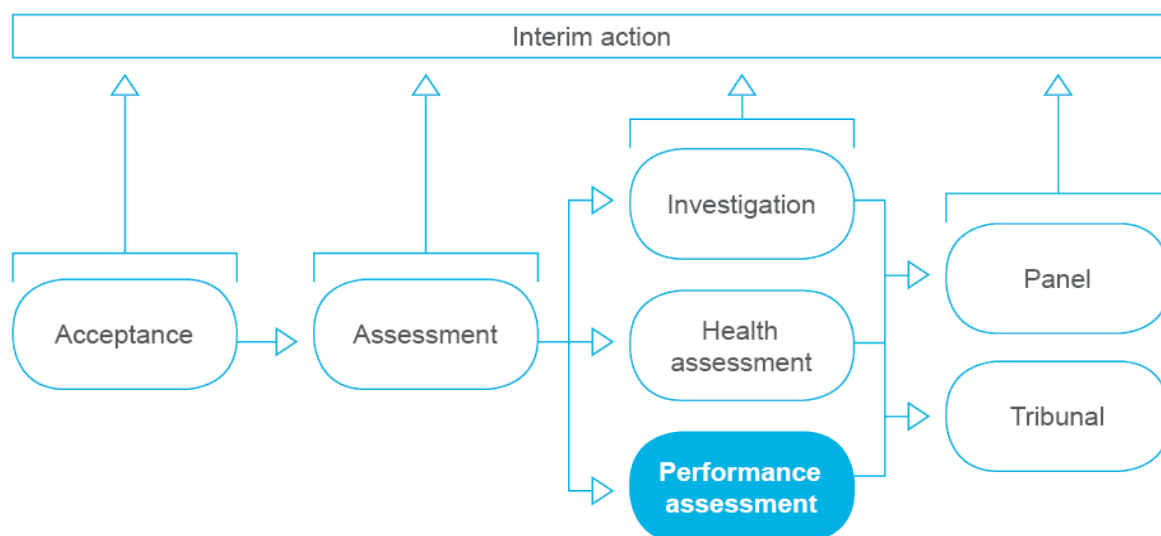 Interim action
Acceptance
Assessment
Investigation
Health
assessment
Performance
assessment
Panel
Tribunal